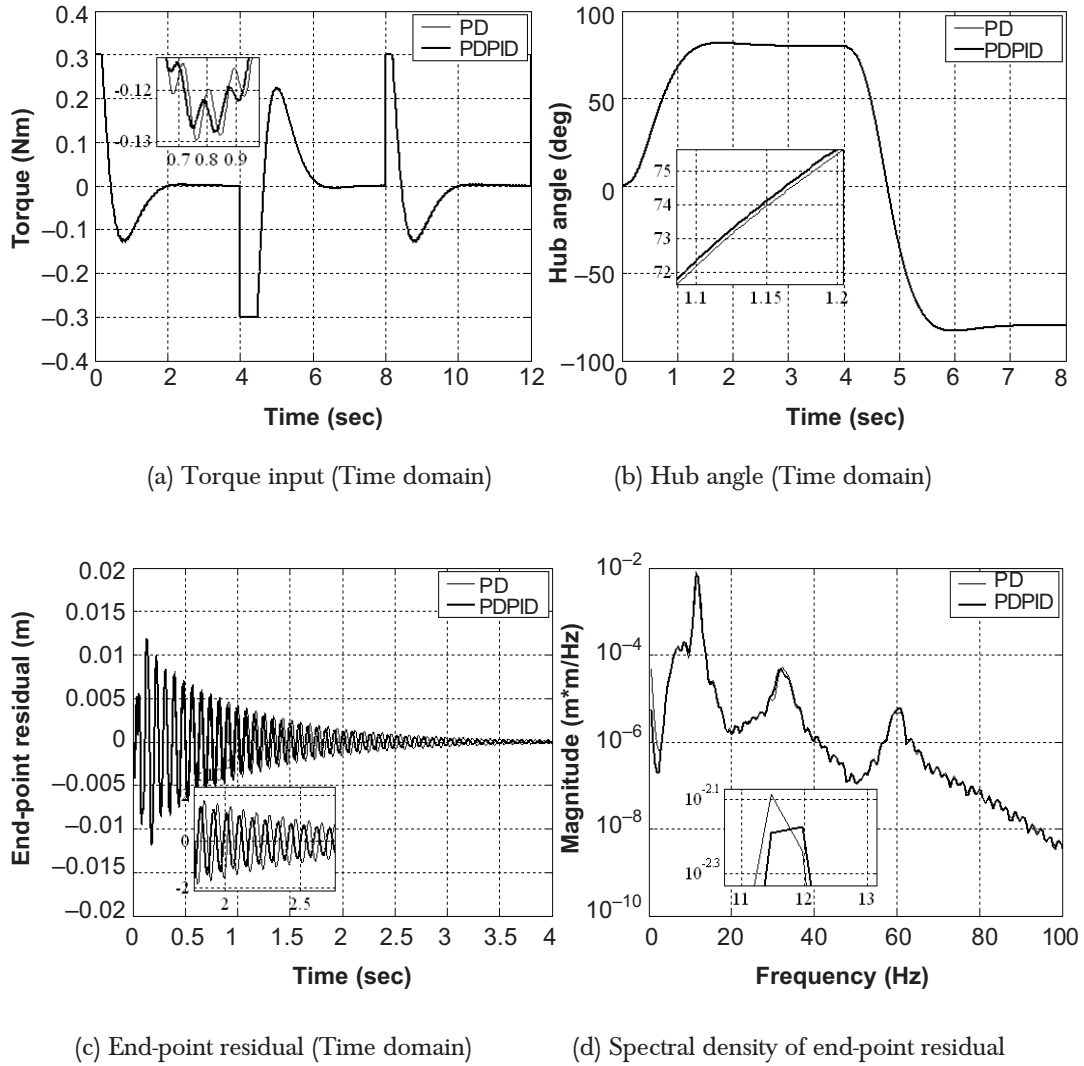 0.4
0.3
0.2
0.1
0
–0.1
–0.2
–0.3
–0.4
Torque (Nm)
PD
PDPID
-0.12
-0.13
0.7 0.8 0.9
0 2 4 6 8 10 12
Time (sec)
(a) Torque input (Time domain)
100
50
0
–50
–100
Hub angle (deg)
PD
PDPID
75
74
73
72
1.1 1.15 1.2
0 1 2 3 4 5 6 7 8
Time (sec)
(b) Hub angle (Time domain)
0.02
0.015
0.01
0.005
0
–0.005
–0.01
–0.015
–0.02
End-point residual (m)
PD
PDPID
0
-2
2 2.5
0 0.5 1 1.5 2 2.5 3 3.5 4
Time (sec)
(c) End-point residual (Time domain)
10–2
10–4
10–6
10–8
10–10
Magnitude (m*m/Hz)
PD
PDPID
10-2.1
10-2.3
11 12 13
0 20 40 60 80 100
Frequency (Hz)
(d) Spectral density of end-point residual